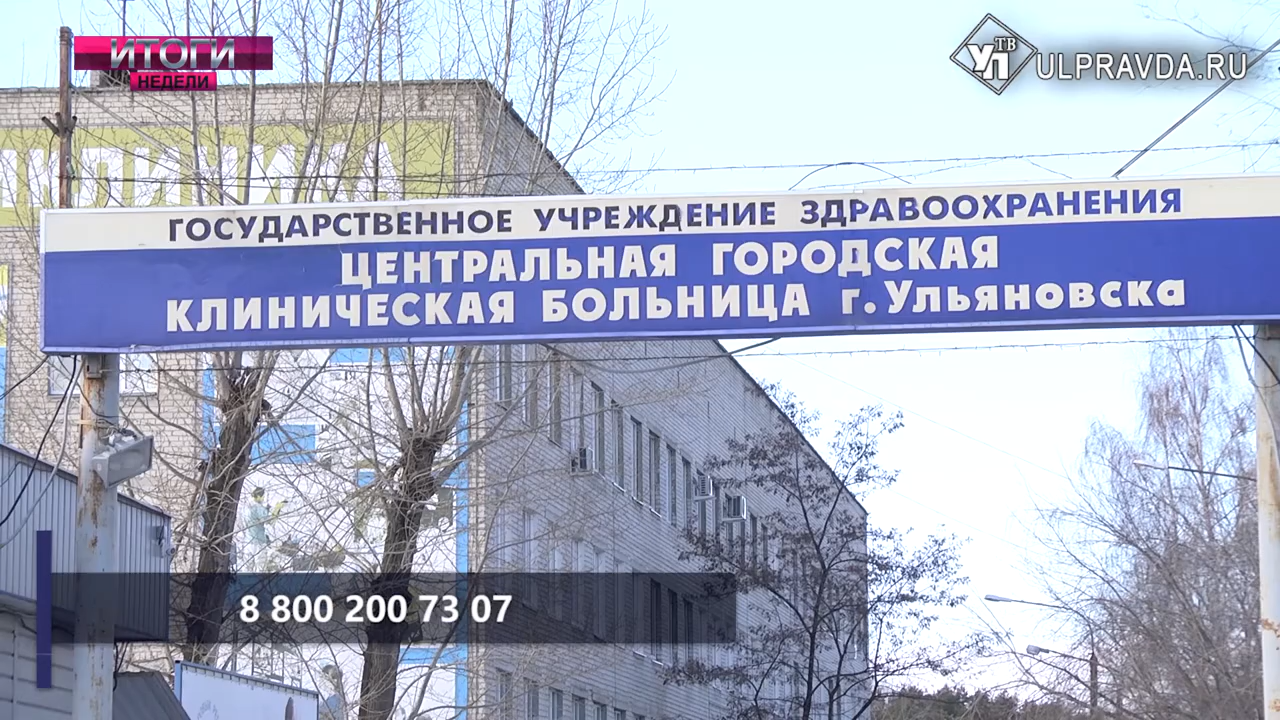 ИТОГИ
НЕДЕЛИ
УП ТВ
ULPRAVDA.RU
ГОСУДАРСТВЕННОЕ УЧРЕЖДЕНИЕ ЗДРАВООХРАНЕНИЯ
ЦЕНТРАЛЬНАЯ ГОРОДСКАЯ
КЛИНИЧЕСКАЯ БОЛЬНИЦА г. Ульяновска
8 800 200 73 07